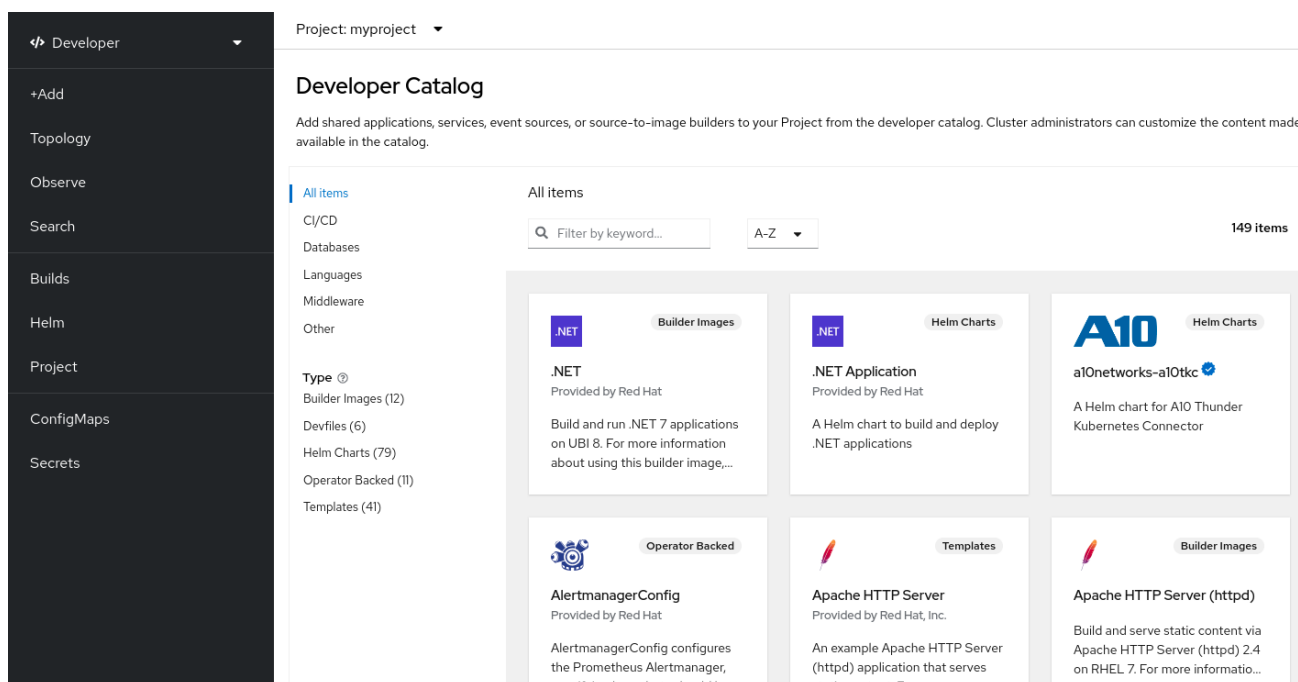 Developer
+Add
Topology
Observe
Search
Builds
Helm
Project
ConfigMaps
Secrets
Project: myproject
Developer Catalog
Add shared applications, services, event sources, or source-to-image builders to your Project from the developer catalog. Cluster administrators can customize the content made
available in the catalog.
All items
CI/CD
Databases
Languages
Middleware
Other
Type
Builder Images (12)
Devfiles (6)
Helm Charts (79)
Operator Backed (11)
Templates (41)
All items
Filter by keyword...
A-Z
149 items
.NET
Builder Images
.NET
Provided by Red Hat
Build and run .NET 7 applications
on UBI 8. For more information
about using this builder image,...
.NET
Helm Charts
.NET Application
Provided by Red Hat
A Helm chart to build and deploy
.NET applications
A10
Helm Charts
a10networks-a10tkc
A Helm chart for A10 Thunder
Kubernetes Connector
Operator Backed
AlertmanagerConfig
Provided by Red Hat
AlertmanagerConfig configures
the Prometheus Alertmanager,
Templates
Apache HTTP Server
Provided by Red Hat, Inc.
An example Apache HTTP Server
(httpd) application that serves
Builder Images
Apache HTTP Server (httpd)
Build and serve static content via
Apache HTTP Server (httpd) 2.4
on RHEL 7. For more informatio...